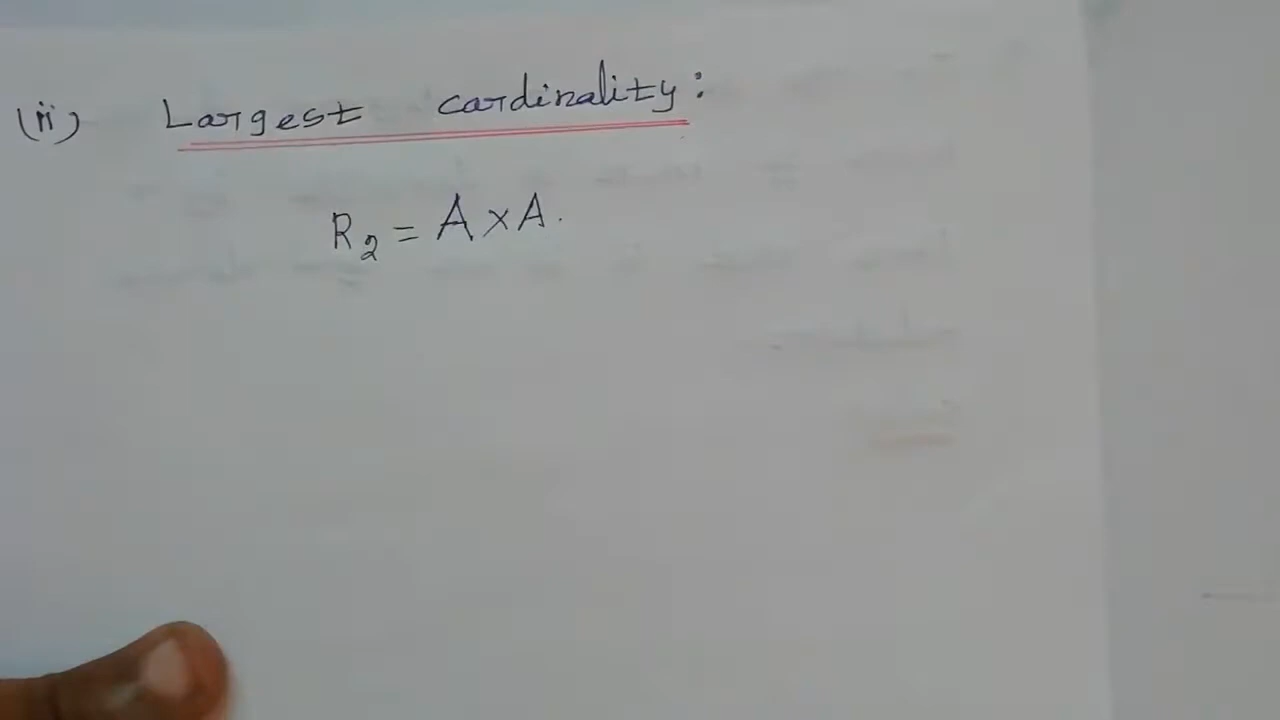 (ii) Largest cardinality:
R₂ = A × A.